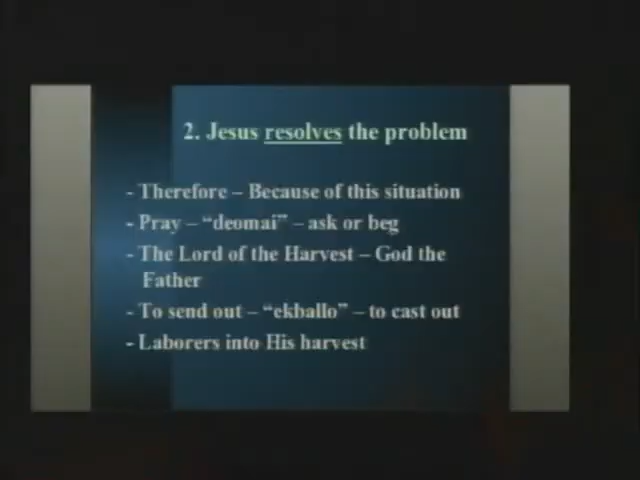 2. Jesus resolves the problem
- Therefore – Because of this situation
- Pray – “deomai” – ask or beg
- The Lord of the Harvest – God the
Father
- To send out – “ekballo” – to cast out
- Laborers into His harvest